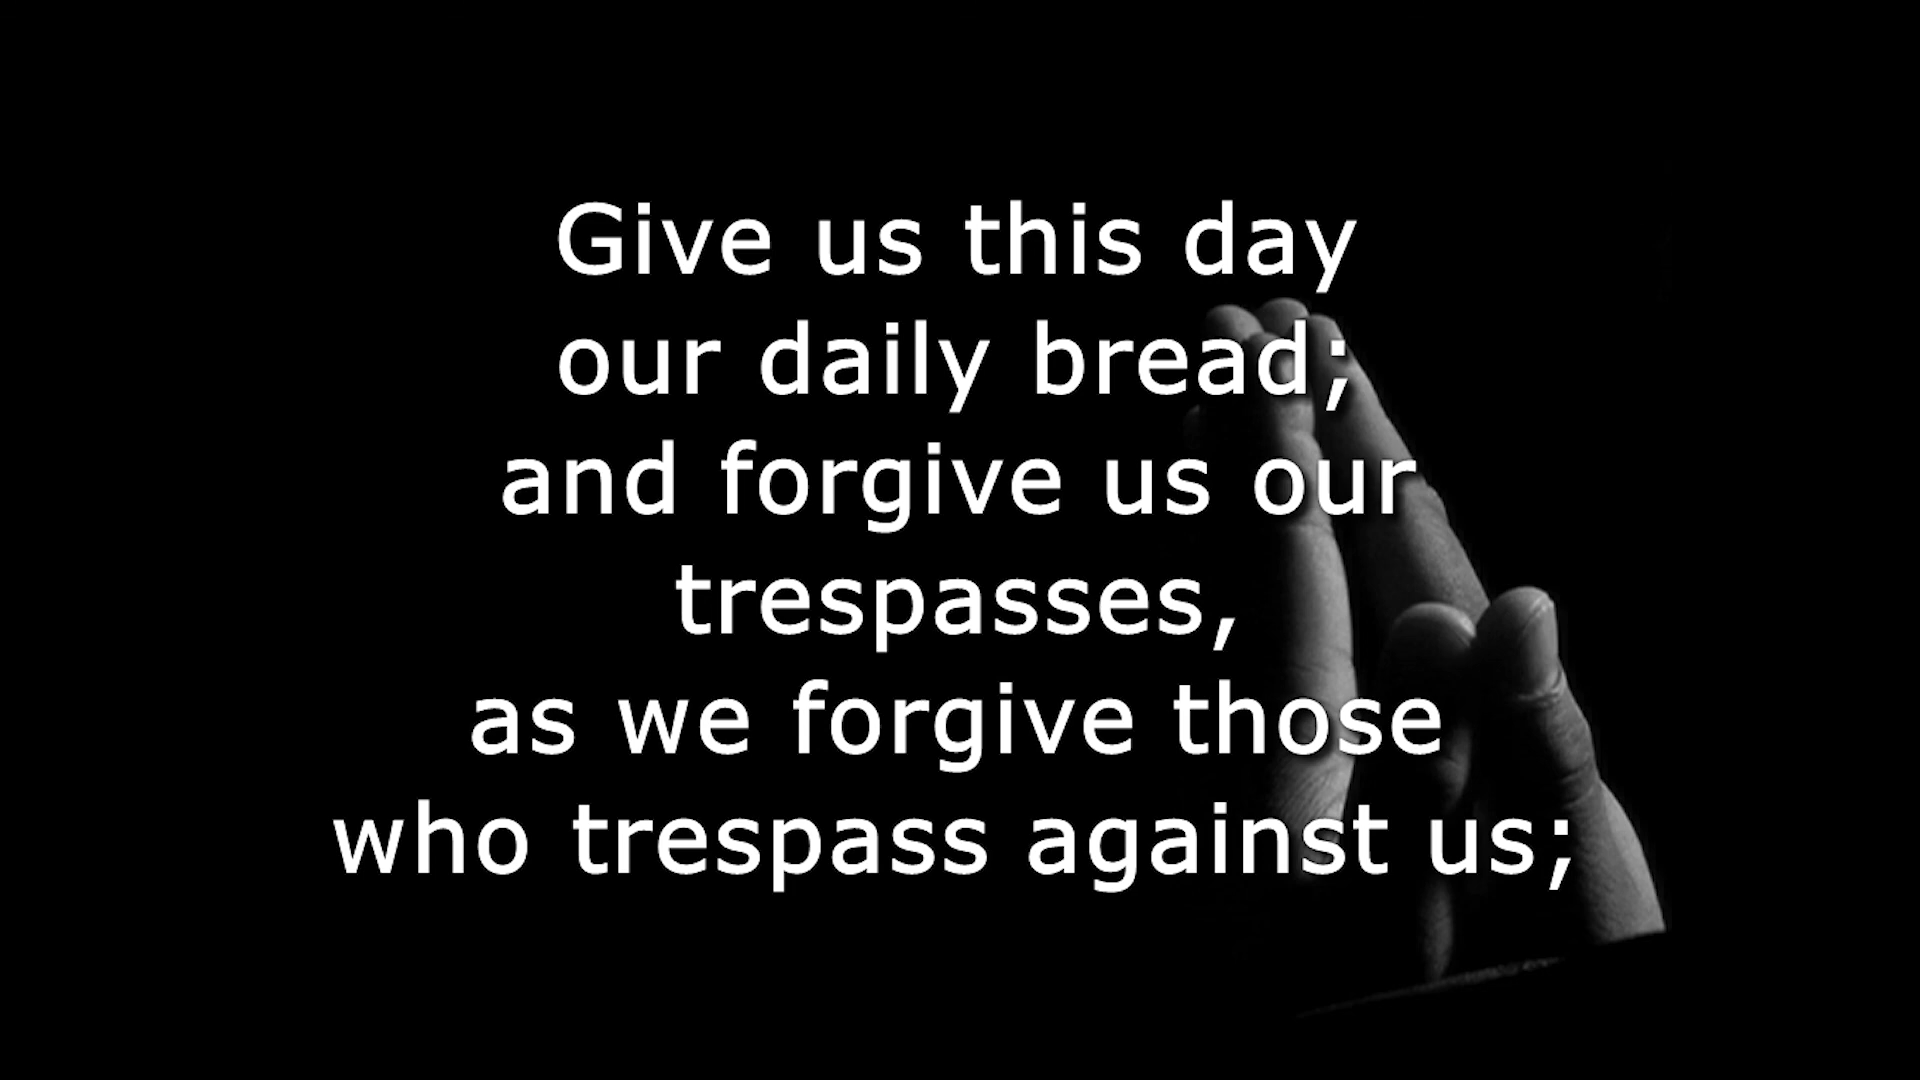 Give us this day
our daily bread;
and forgive us our
trespasses,
as we forgive those
who trespass against us;